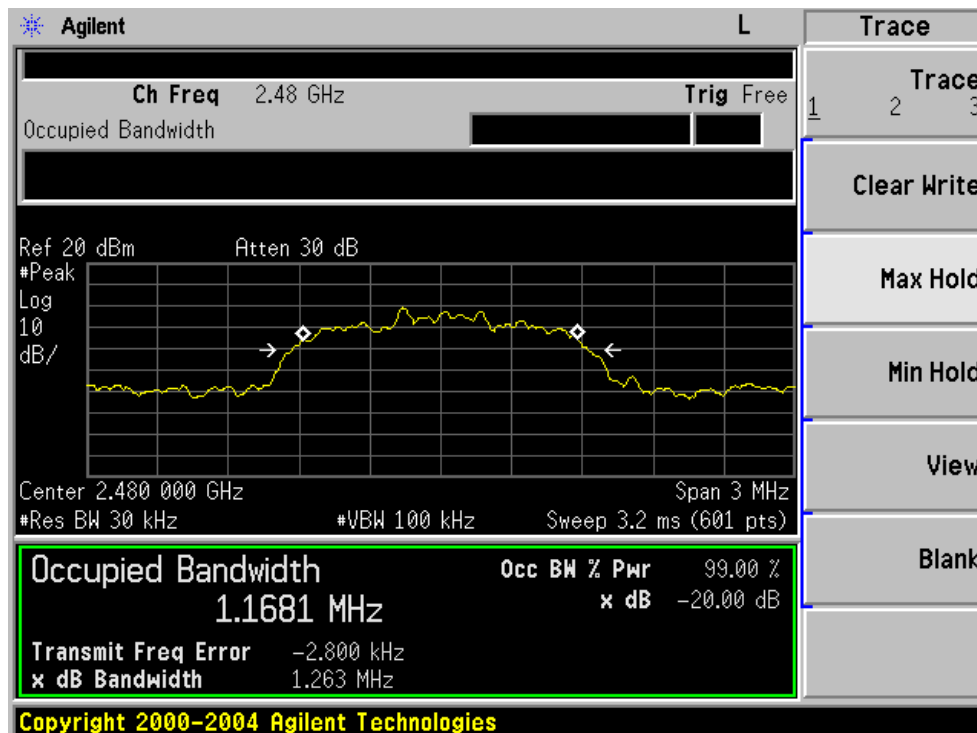 Agilent L Trace
Ch Freq 2.48 GHz Trig Free
Occupied Bandwidth
Trace
1 2 3
Clear Write
Max Hold
Min Hold
View
Blank
Ref 20 dBm Atten 30 dB
#Peak
Log
10
dB/
Center 2.480 000 GHz Span 3 MHz
#Res BW 30 kHz #VBW 100 kHz Sweep 3.2 ms (601 pts)
Occupied Bandwidth Occ BW % Pwr 99.00 %
1.1681 MHz x dB -20.00 dB
Transmit Freq Error -2.800 kHz
x dB Bandwidth 1.263 MHz
Copyright 2000-2004 Agilent Technologies